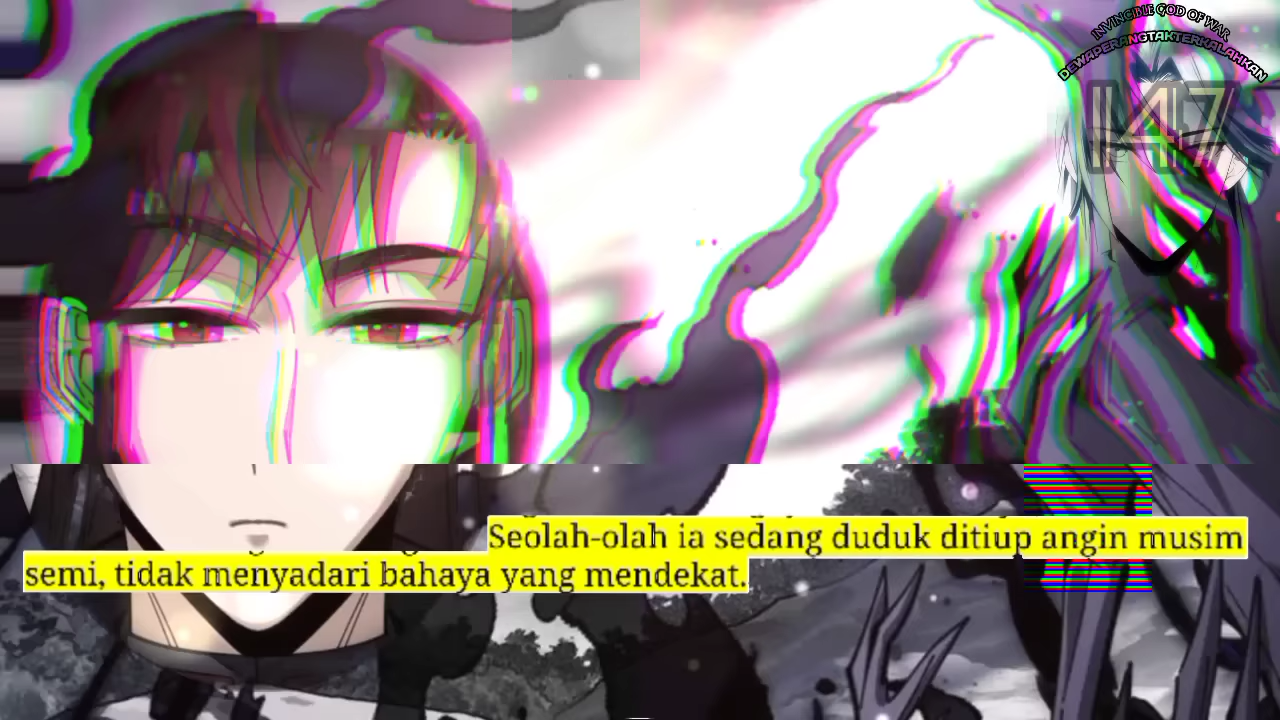 INVINCIBLE GOD OF WAR
DEWAPERANGTAKTERKALAHKAN
147
Seolah-olah ia sedang duduk ditiup angin musim
semi, tidak menyadari bahaya yang mendekat.